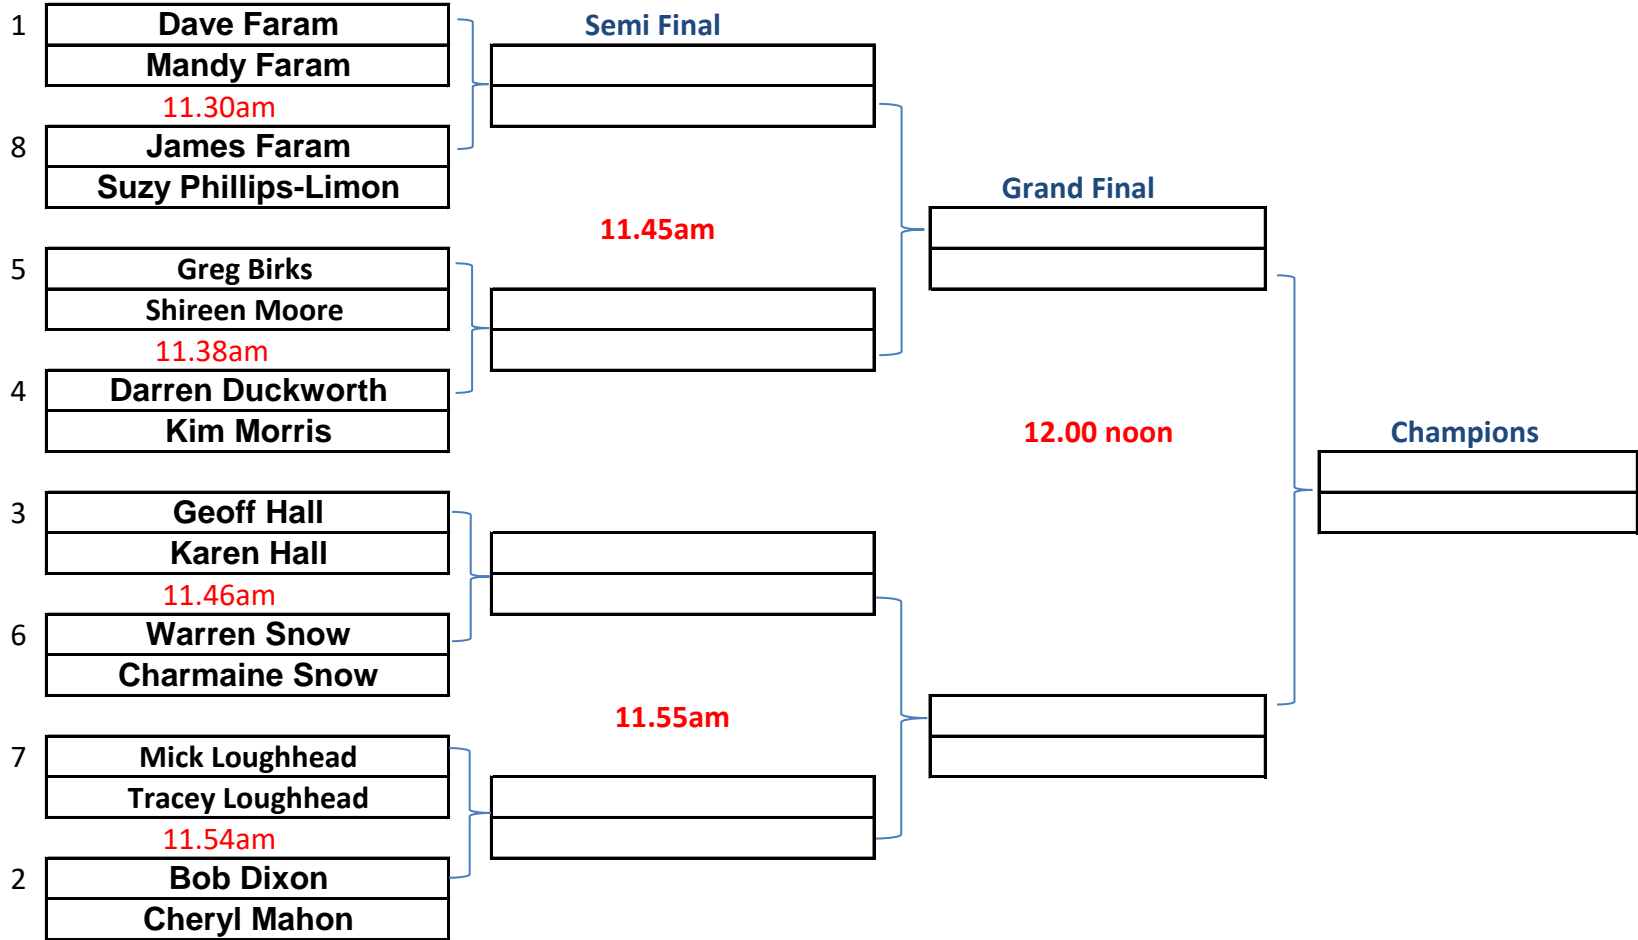 1 Dave Faram
Mandy Faram
11.30am
8 James Faram
Suzy Phillips-Limon
5 Greg Birks
Shireen Moore
11.38am
4 Darren Duckworth
Kim Morris
3 Geoff Hall
Karen Hall
11.46am
6 Warren Snow
Charmaine Snow
7 Mick Loughhead
Tracey Loughhead
11.54am
2 Bob Dixon
Cheryl Mahon
Semi Final
11.45am
11.55am
Grand Final
12.00 noon
Champions